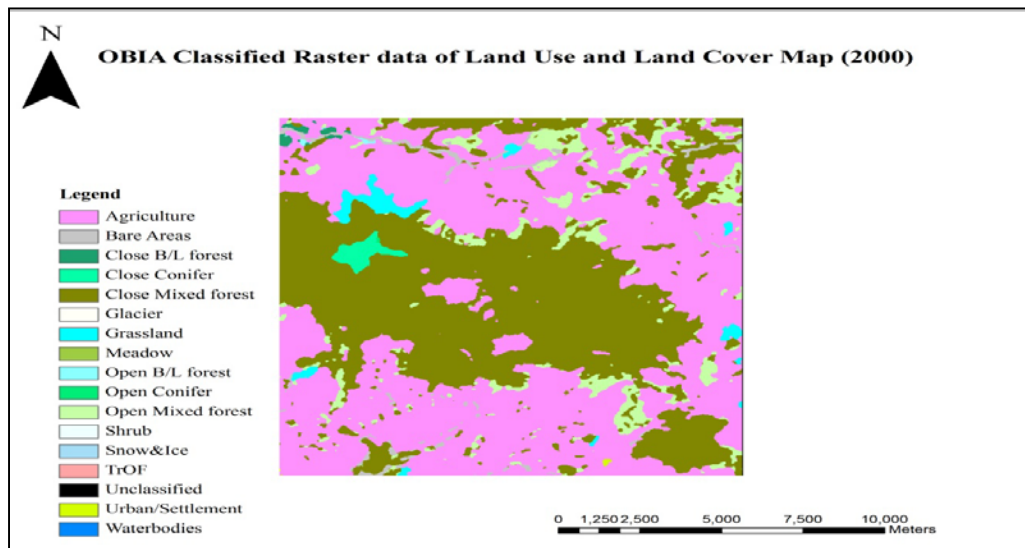 N
OBIA Classified Raster data of Land Use and Land Cover Map (2000)
Legend
Agriculture
Bare Areas
Close B/L forest
Close Conifer
Close Mixed forest
Glacier
Grassland
Meadow
Open B/L forest
Open Conifer
Open Mixed forest
Shrub
Snow&Ice
TrOF
Unclassified
Urban/Settlement
Waterbodies
0 1,250 2,500 5,000 7,500 10,000
Meters